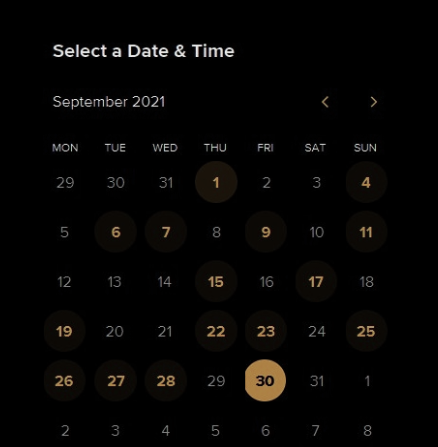 Select a Date & Time
September 2021
MON TUE WED THU FRI SAT SUN
29 30 31 1 2 3 4
5 6 7 8 9 10 11
12 13 14 15 16 17 18
19 20 21 22 23 24 25
26 27 28 29 30 31 1
2 3 4 5 6 7 8